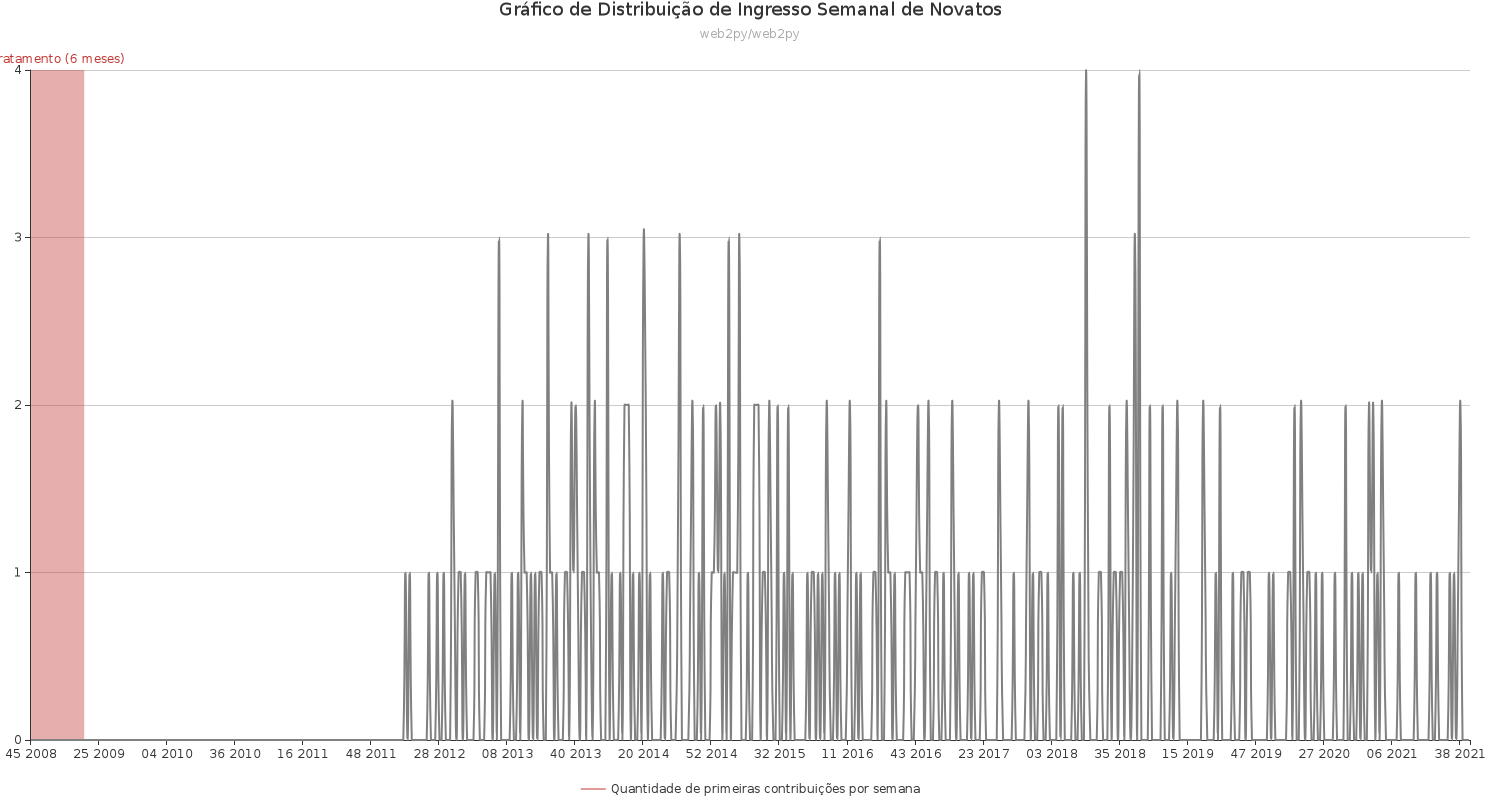 Gráfico de Distribuição de Ingresso Semanal de Novatos
web2py/web2py
ratamento (6 meses)
4
3
2
1
0
45 2008 25 2009 04 2010 36 2010 16 2011 48 2011 28 2012 08 2013 40 2013 20 2014 52 2014 32 2015 11 2016 43 2016 23 2017 03 2018 35 2018 15 2019 47 2019 27 2020 06 2021 38 2021
Quantidade de primeiras contribuições por semana